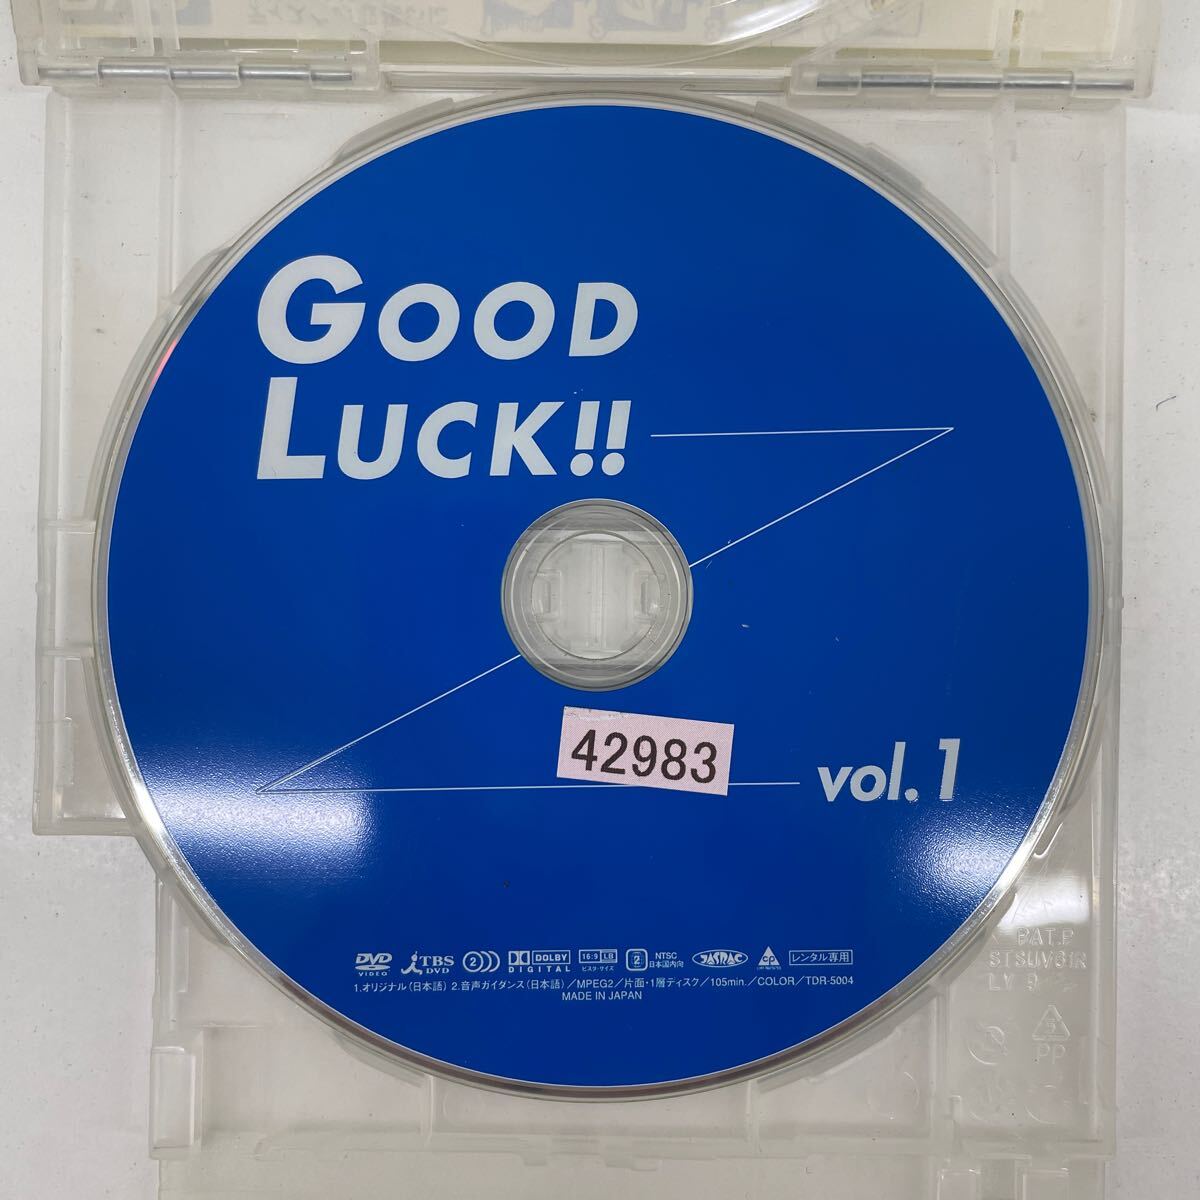 GOOD
LUCK!!
42983
vol.1
DVD VIDEO
TBS DVD
2
DOLBY DIGITAL
16:9 LB ビスタ・サイズ
2 NTSC 日本国内向
JASRAC
レンタル専用
1.オリジナル(日本語) 2.音声ガイダンス(日本語)/MPEG2/片面・1層ディスク/105min./COLOR/TDR-5004
MADE IN JAPAN
PAT.P
PP